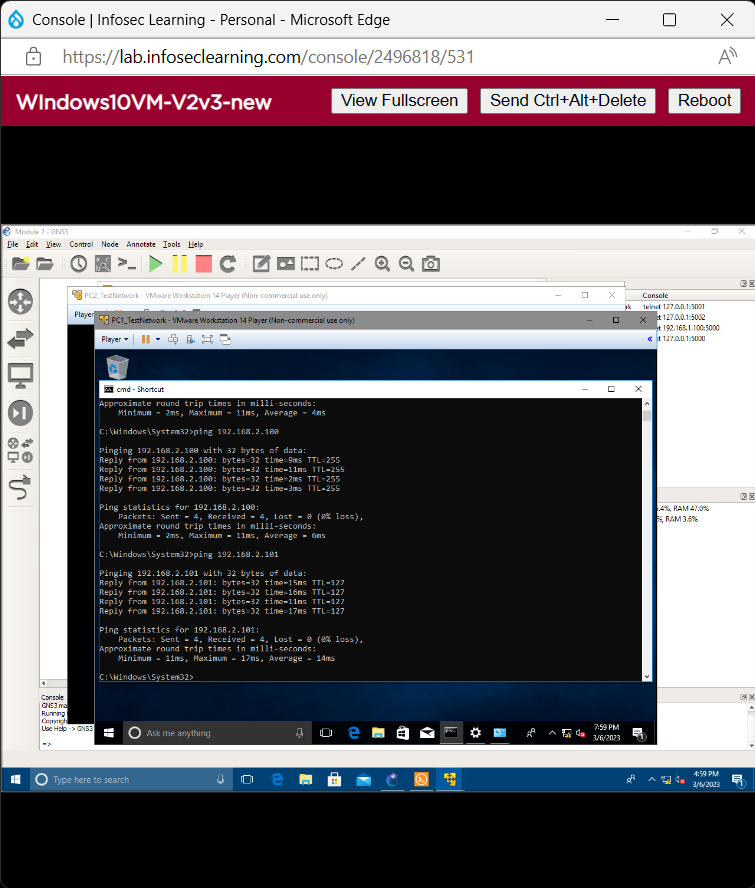 Console | Infosec Learning - Personal - Microsoft Edge
https://lab.infoseclearning.com/console/2496818/531
WIndows10VM-V2v3-new
View Fullscreen
Send Ctrl+Alt+Delete
Reboot
Module 2 - GNS3
File Edit View Control Node Annotate Tools Help
PC2_TestNetwork - VMware Workstation 14 Player (Non-commercial use only)
Console
Player
telnet 127.0.0.1:5001
127.0.0.1:5002
192.168.1.100:5000
127.0.0.1:5000
PC1_TestNetwork - VMware Workstation 14 Player (Non-commercial use only)
Player
cmd - Shortcut
Approximate round trip times in milli-seconds:
Minimum = 2ms, Maximum = 11ms, Average = 4ms
C:\Windows\System32>ping 192.168.2.100
Pinging 192.168.2.100 with 32 bytes of data:
Reply from 192.168.2.100: bytes=32 time=9ms TTL=255
Reply from 192.168.2.100: bytes=32 time=11ms TTL=255
Reply from 192.168.2.100: bytes=32 time=2ms TTL=255
Reply from 192.168.2.100: bytes=32 time=3ms TTL=255
Ping statistics for 192.168.2.100:
Packets: Sent = 4, Received = 4, Lost = 0 (0% loss),
Approximate round trip times in milli-seconds:
Minimum = 2ms, Maximum = 11ms, Average = 6ms
C:\Windows\System32>ping 192.168.2.101
Pinging 192.168.2.101 with 32 bytes of data:
Reply from 192.168.2.101: bytes=32 time=15ms TTL=127
Reply from 192.168.2.101: bytes=32 time=16ms TTL=127
Reply from 192.168.2.101: bytes=32 time=11ms TTL=127
Reply from 192.168.2.101: bytes=32 time=17ms TTL=127
Ping statistics for 192.168.2.101:
Packets: Sent = 4, Received = 4, Lost = 0 (0% loss),
Approximate round trip times in milli-seconds:
Minimum = 11ms, Maximum = 17ms, Average = 14ms
C:\Windows\System32>
.4%, RAM 47.0%
%, RAM 3.6%
Console
GNS3 ma
Running
Copyrigh
Use Help -> GNS3
=>
Ask me anything
7:59 PM
3/6/2023
Type here to search
4:59 PM
3/6/2023